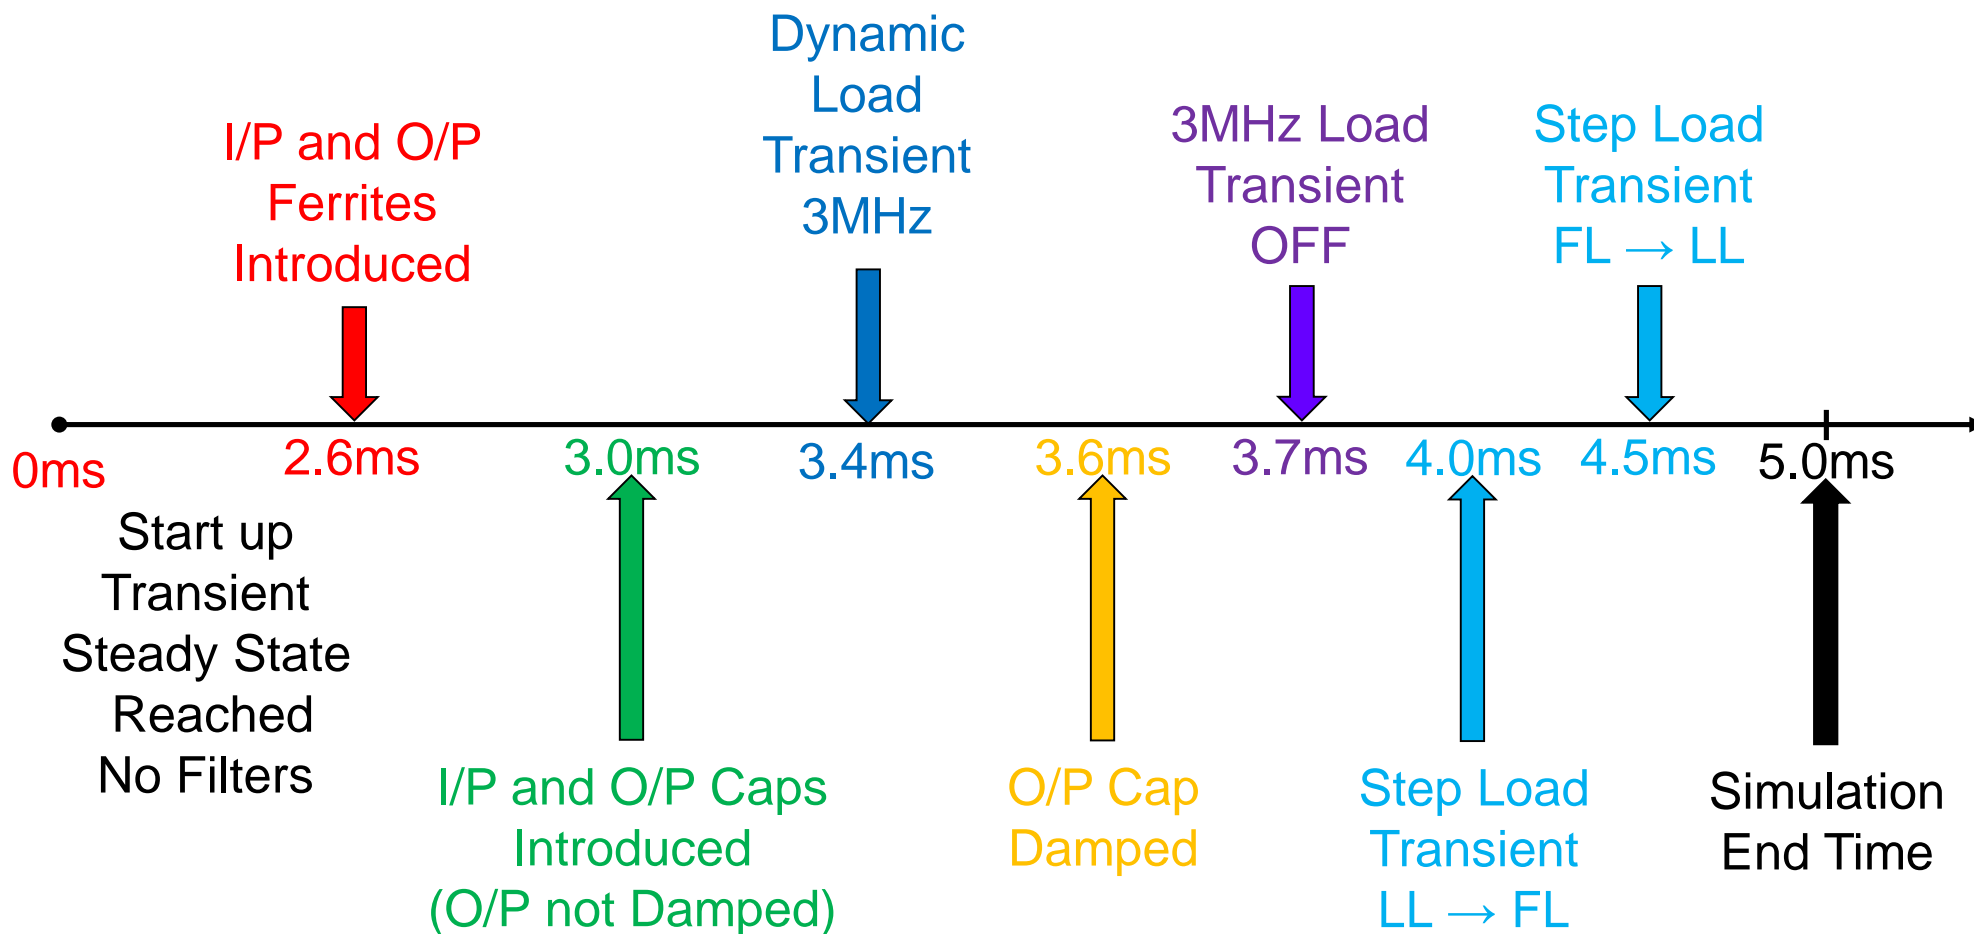 Dynamic
Load
Transient
3MHz
I/P and O/P
Ferrites
Introduced
3MHz Load
Transient
OFF
Step Load
Transient
FL → LL
0ms
2.6ms
3.0ms
3.4ms
3.6ms
3.7ms
4.0ms
4.5ms
5.0ms
Start up
Transient
Steady State
Reached
No Filters
I/P and O/P Caps
Introduced
(O/P not Damped)
O/P Cap
Damped
Step Load
Transient
LL → FL
Simulation
End Time